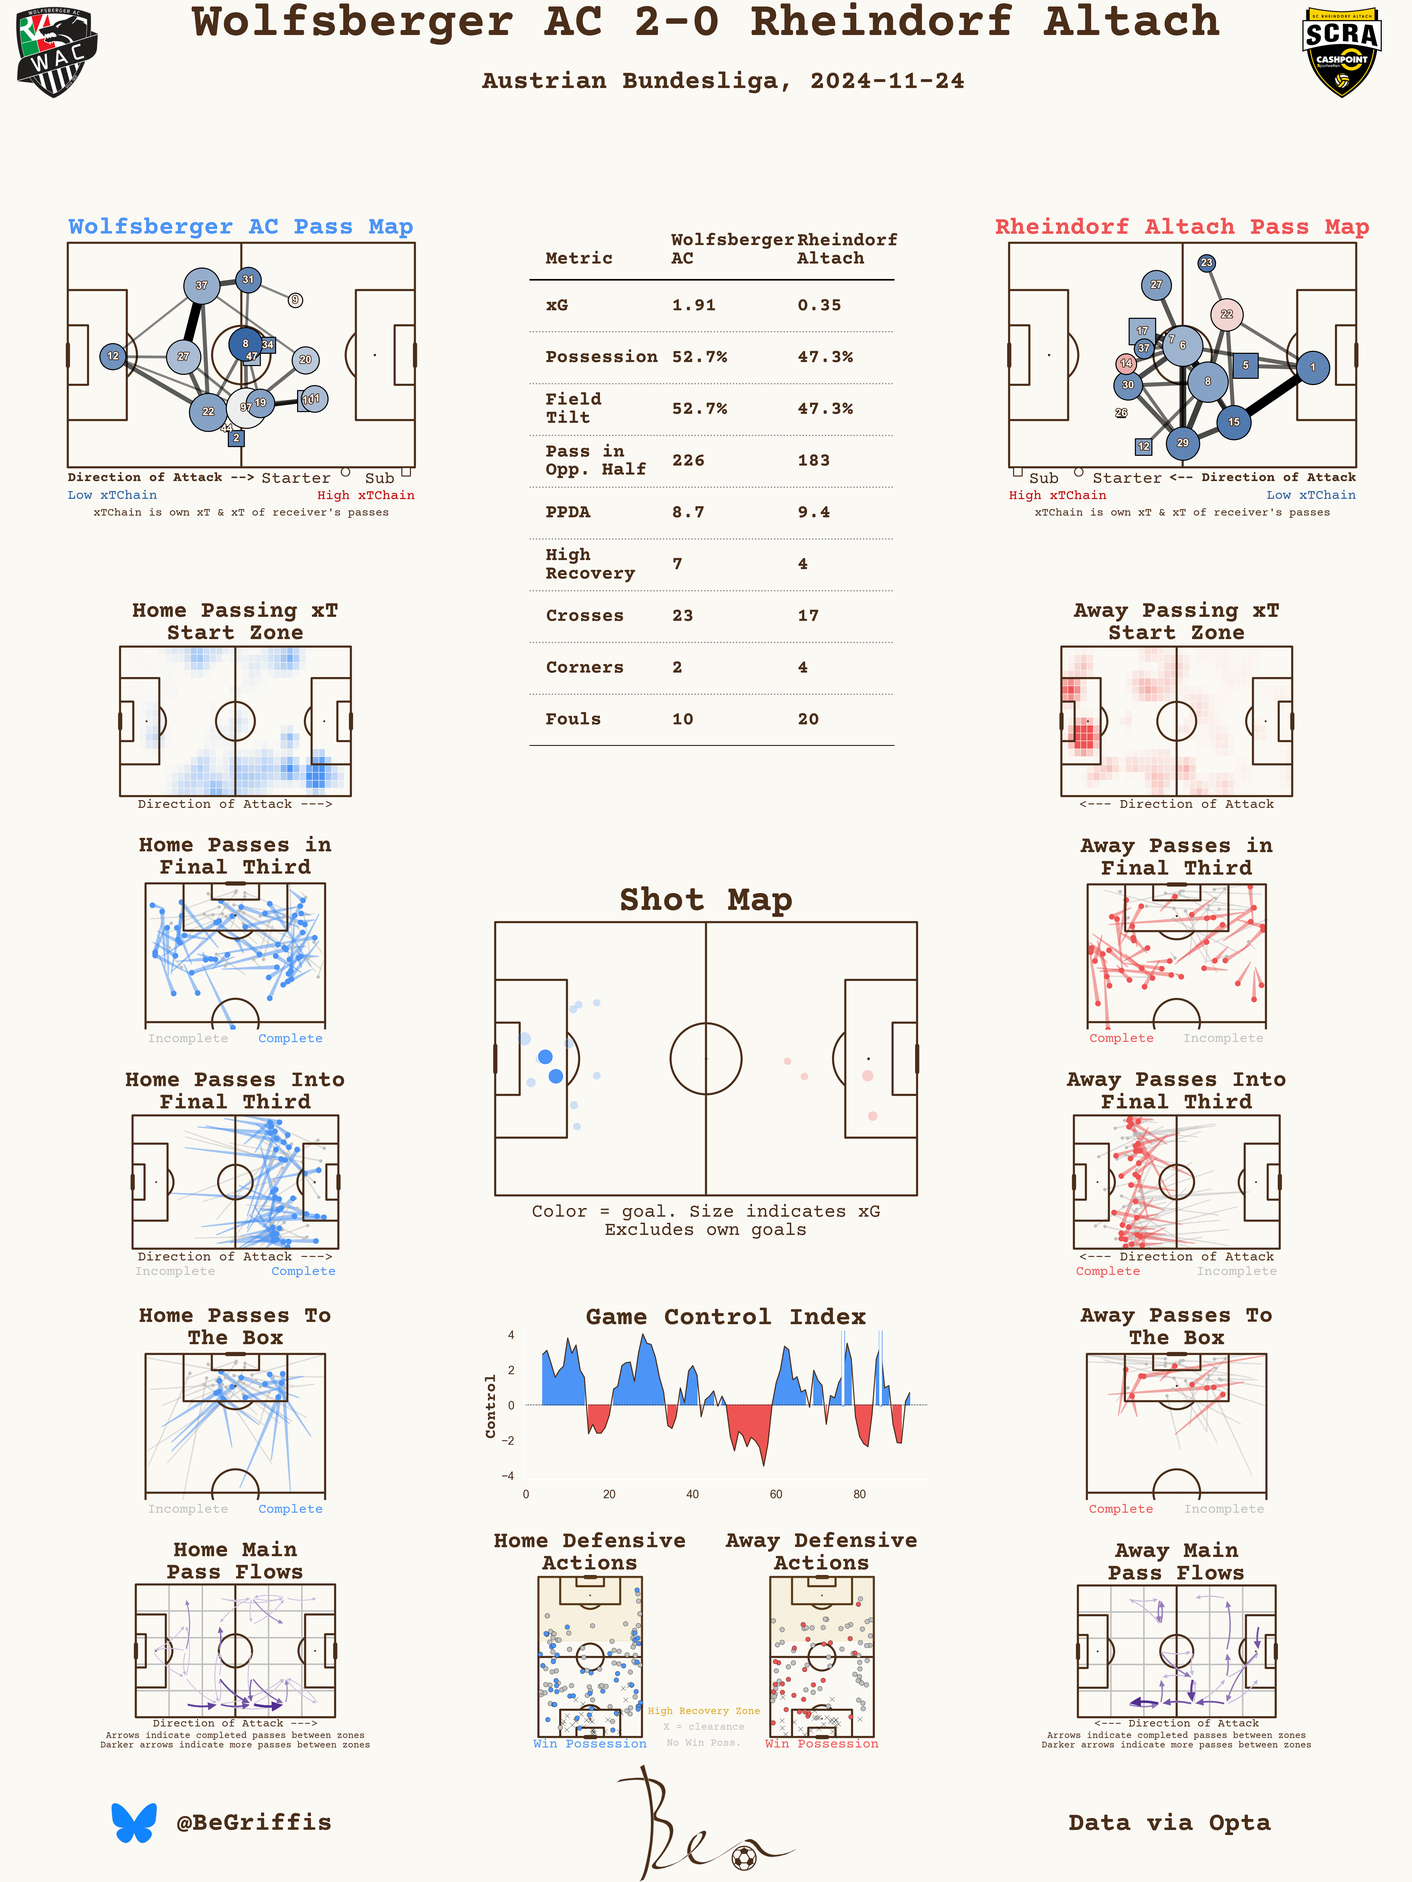 Wolfsberger AC 2-0 Rheindorf Altach
Austrian Bundesliga, 2024-11-24
WOLFSBERGER AC
WAC
SC RHEINDORF ALTACH
SCRA
CASHPOINT
Wolfsberger AC Pass Map
37
31
9
12
27
8
34
47
20
22
97
19
11
44
2
Direction of Attack --> Starter Sub
Low xTChain High xTChain
xTChain is own xT & xT of receiver's passes
Metric Wolfsberger AC Rheindorf Altach
xG 1.91 0.35
Possession 52.7% 47.3%
Field Tilt 52.7% 47.3%
Pass in Opp. Half 226 183
PPDA 8.7 9.4
High Recovery 7 4
Crosses 23 17
Corners 2 4
Fouls 10 20
Rheindorf Altach Pass Map
23
27
22
17
7
6
37
14
5
1
30
8
26
15
12
29
Sub Starter <-- Direction of Attack
High xTChain Low xTChain
xTChain is own xT & xT of receiver's passes
Home Passing xT
Start Zone
Direction of Attack --->
Away Passing xT
Start Zone
<--- Direction of Attack
Home Passes in
Final Third
Incomplete Complete
Away Passes in
Final Third
Complete Incomplete
Shot Map
Color = goal. Size indicates xG
Excludes own goals
Home Passes Into
Final Third
Direction of Attack --->
Incomplete Complete
Away Passes Into
Final Third
<--- Direction of Attack
Complete Incomplete
Game Control Index
Control
4
2
0
−2
−4
0 20 40 60 80
Home Passes To
The Box
Incomplete Complete
Away Passes To
The Box
Complete Incomplete
Home Main
Pass Flows
Direction of Attack --->
Arrows indicate completed passes between zones
Darker arrows indicate more passes between zones
Home Defensive
Actions
Win Possession
High Recovery Zone
X = clearance
No Win Poss.
Away Defensive
Actions
Win Possession
Away Main
Pass Flows
<--- Direction of Attack
Arrows indicate completed passes between zones
Darker arrows indicate more passes between zones
@BeGriffis
Ben
Data via Opta